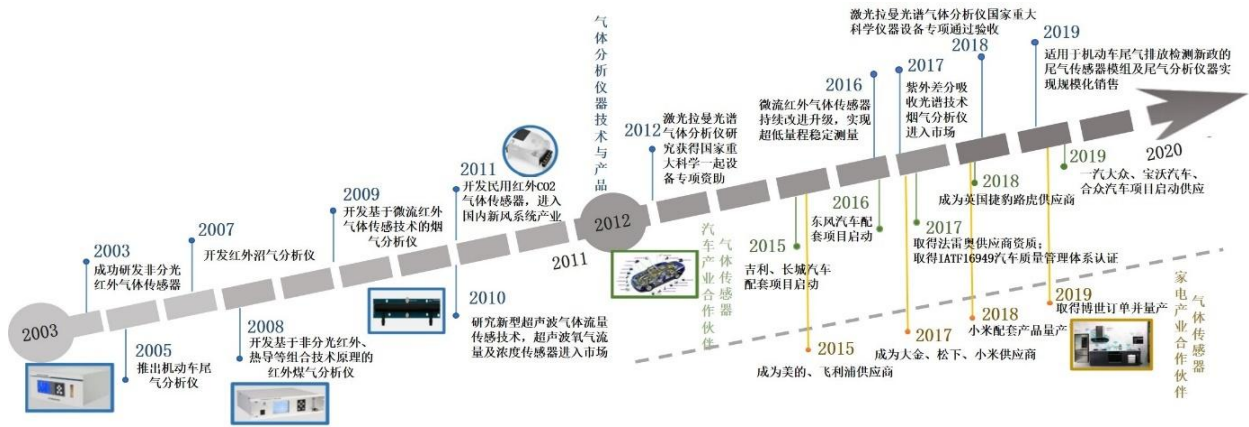 2003
2003
成功研发非分光
红外气体传感器
2005
推出机动车尾
气分析仪
2007
开发红外沼气分析仪
2008
开发基于非分光红外、
热导等组合技术原理的
红外煤气分析仪
2009
开发基于微流红外
气体传感技术的烟
气分析仪
2010
研究新型超声波气体流量
传感技术，超声波氧气流
量及浓度传感器进入市场
2011
开发民用红外CO2
气体传感器，进入
国内新风系统产业
2011
2012
气体分析仪器技术与产品
2012
激光拉曼光谱
气体分析仪研
究获得国家重
大科学一起设
备专项资助
2016
微流红外气体传感器
持续改进升级，实现
超低量程稳定测量
2017
紫外差分吸
收光谱技术
烟气分析仪
进入市场
激光拉曼光谱气体分析仪国家重大
科学仪器设备专项通过验收
2018
2019
适用于机动车尾气排放检测新政的
尾气传感器模组及尾气分析仪器实
现规模化销售
2020
气体传感器
汽车产业合作伙伴
2015
吉利、长城汽车
配套项目启动
2016
东风汽车配
套项目启动
2017
取得法雷奥供应商资质；
取得IATF16949汽车质量管理体系认证
2018
成为英国捷豹路虎供应商
2019
一汽大众、宝沃汽车、
合众汽车项目启动供应
气体传感器
家电产业合作伙伴
2015
成为美的、飞利浦供应商
2017
成为大金、松下、小米供应商
2018
小米配套产品量产
2019
取得博世订单并量产